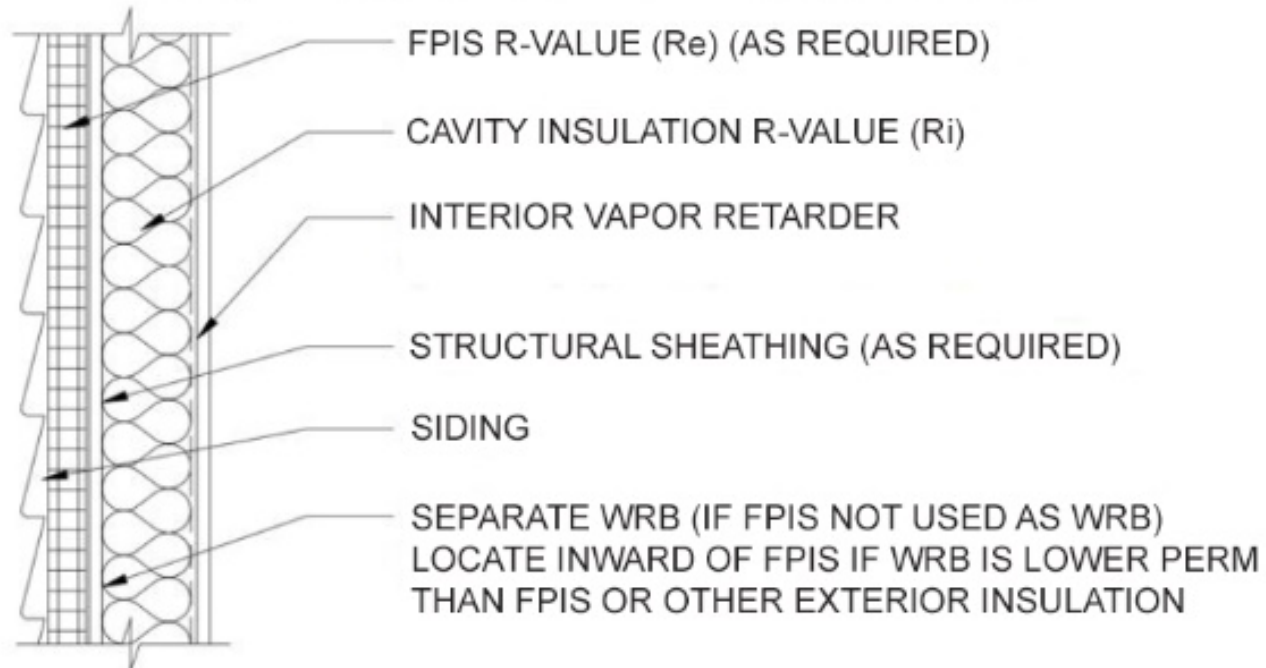 FPIS R-VALUE (Re) (AS REQUIRED)
CAVITY INSULATION R-VALUE (Ri)
INTERIOR VAPOR RETARDER
STRUCTURAL SHEATHING (AS REQUIRED)
SIDING
SEPARATE WRB (IF FPIS NOT USED AS WRB)
LOCATE INWARD OF FPIS IF WRB IS LOWER PERM
THAN FPIS OR OTHER EXTERIOR INSULATION